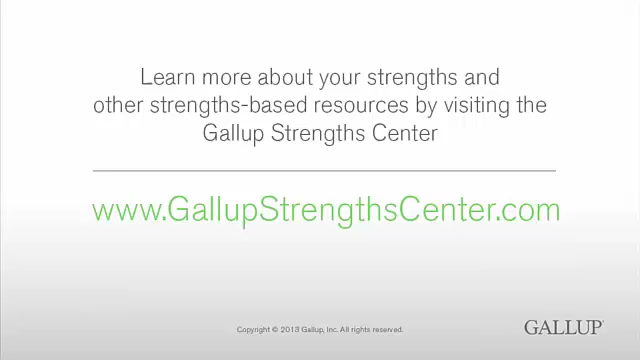 Learn more about your strengths and
other strengths-based resources by visiting the
Gallup Strengths Center
www.GallupStrengthsCenter.com
Copyright © 2013 Gallup, Inc. All rights reserved.
GALLUP®